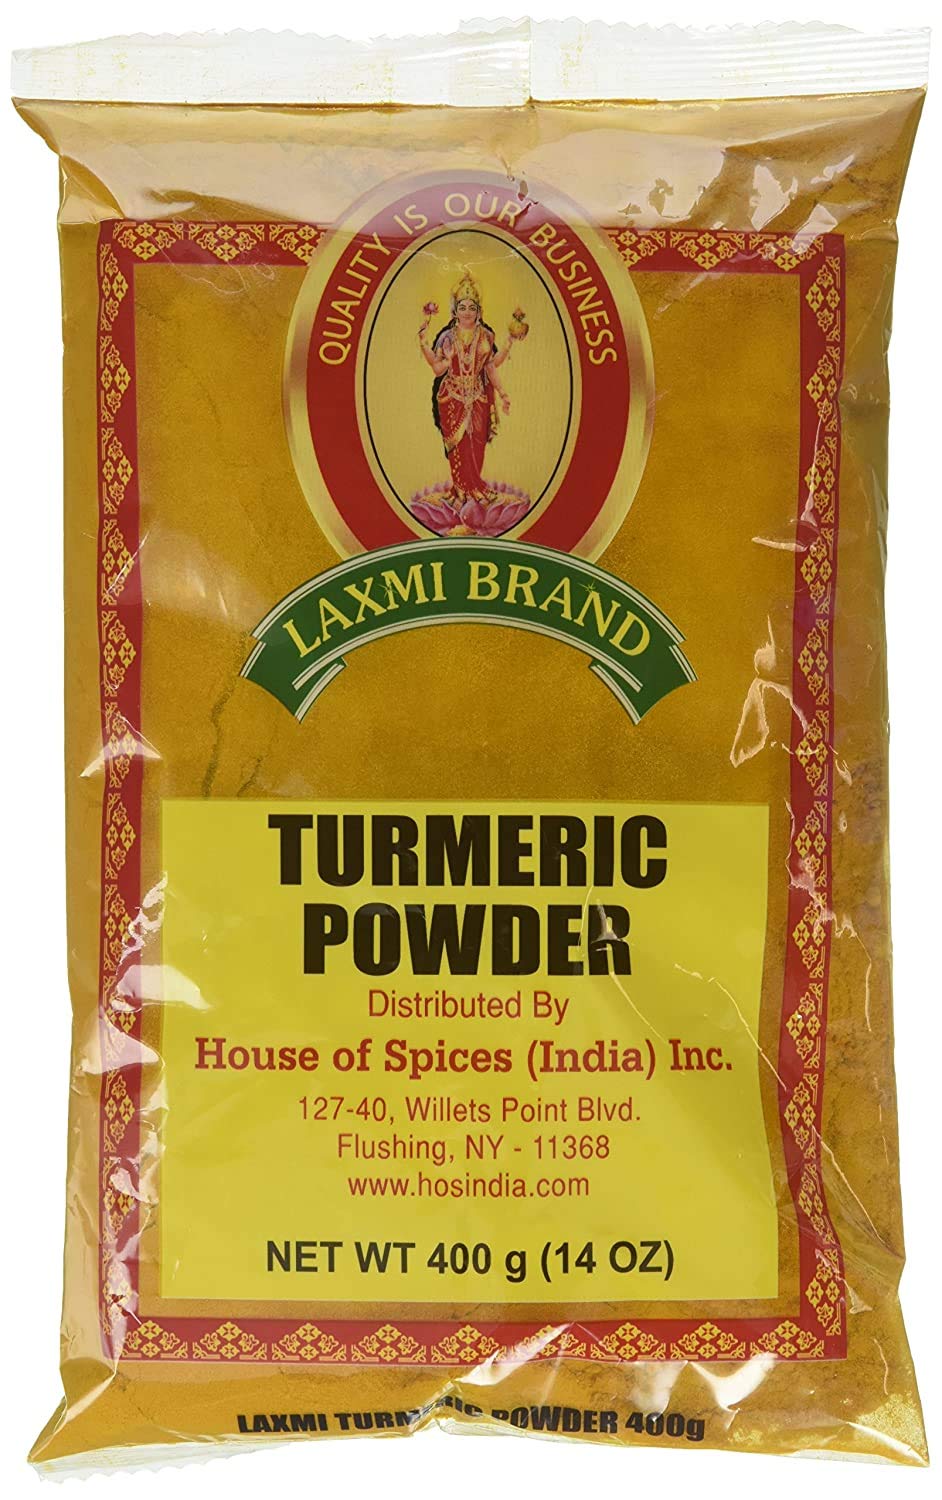 QUALITY IS OUR BUSINESS
LAXMI BRAND
TURMERIC
POWDER
Distributed By
House of Spices (India) Inc.
127-40, Willets Point Blvd.
Flushing, NY - 11368
www.hosindia.com
NET WT 400 g (14 OZ)
LAXMI TURMERIC POWDER 400g